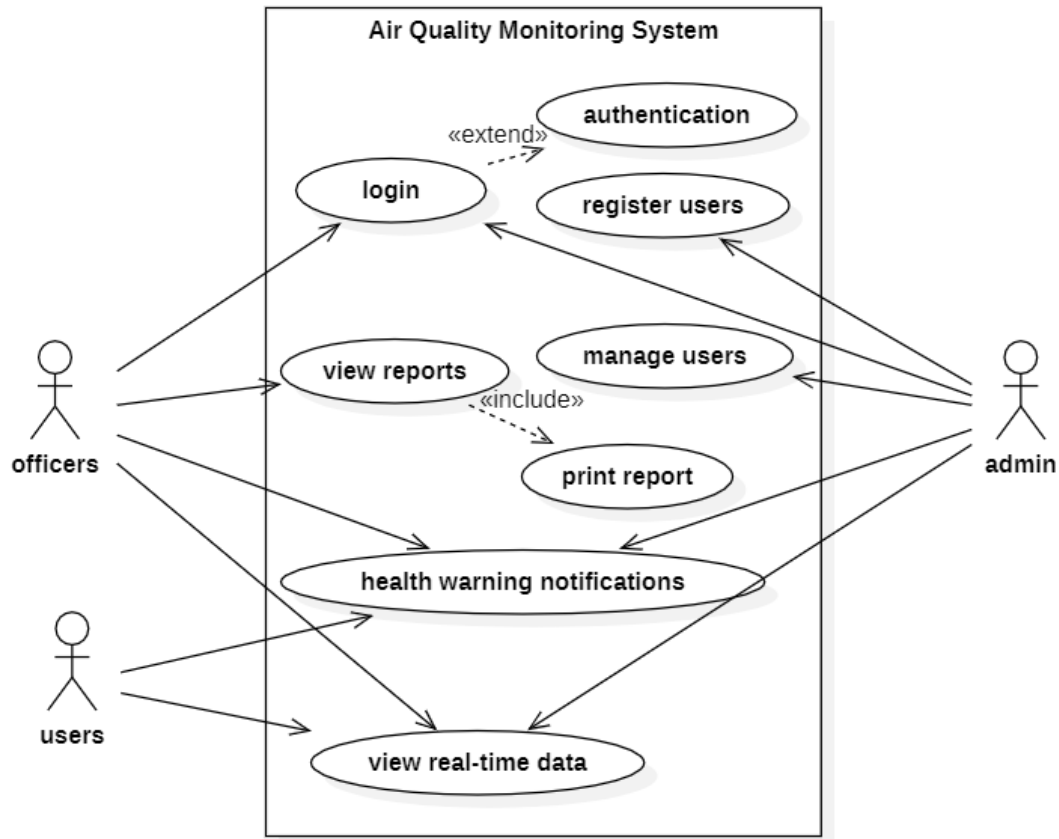 Air Quality Monitoring System
authentication
«extend»
login
register users
view reports
manage users
«include»
officers
admin
print report
health warning notifications
users
view real-time data